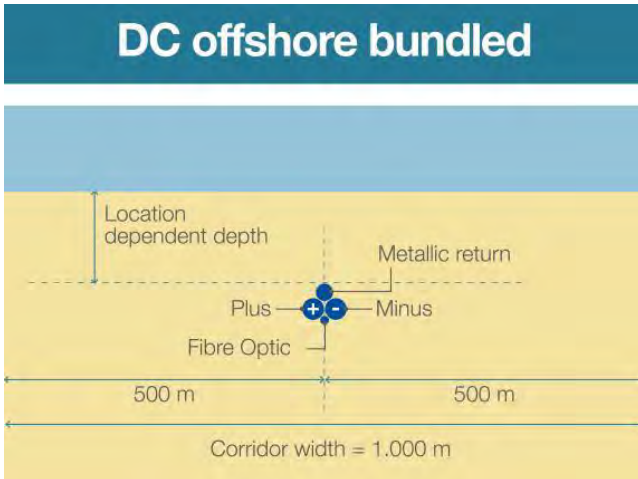 DC offshore bundled
Location
dependent depth
Metallic return
Plus
+
-
Minus
Fibre Optic
500 m
500 m
Corridor width = 1.000 m